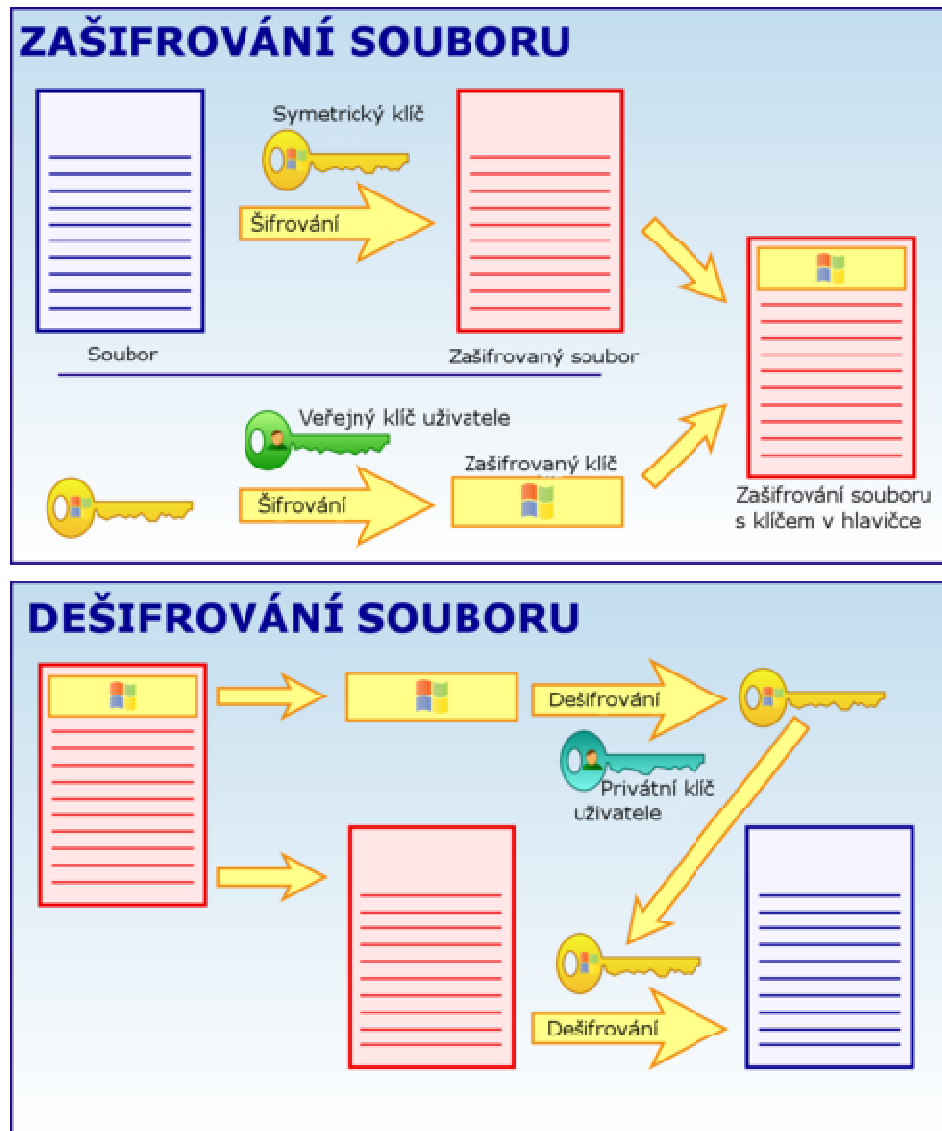 ZAŠIFROVÁNÍ SOUBORU
Symetrický klíč
Šifrování
Soubor
Zašifrovaný soubor
Veřejný klíč uživatele
Zašifrovaný klíč
Šifrování
Zašifrování souboru
s klíčem v hlavičce
DEŠIFROVÁNÍ SOUBORU
Dešifrování
Privátní klíč
uživatele
Dešifrování